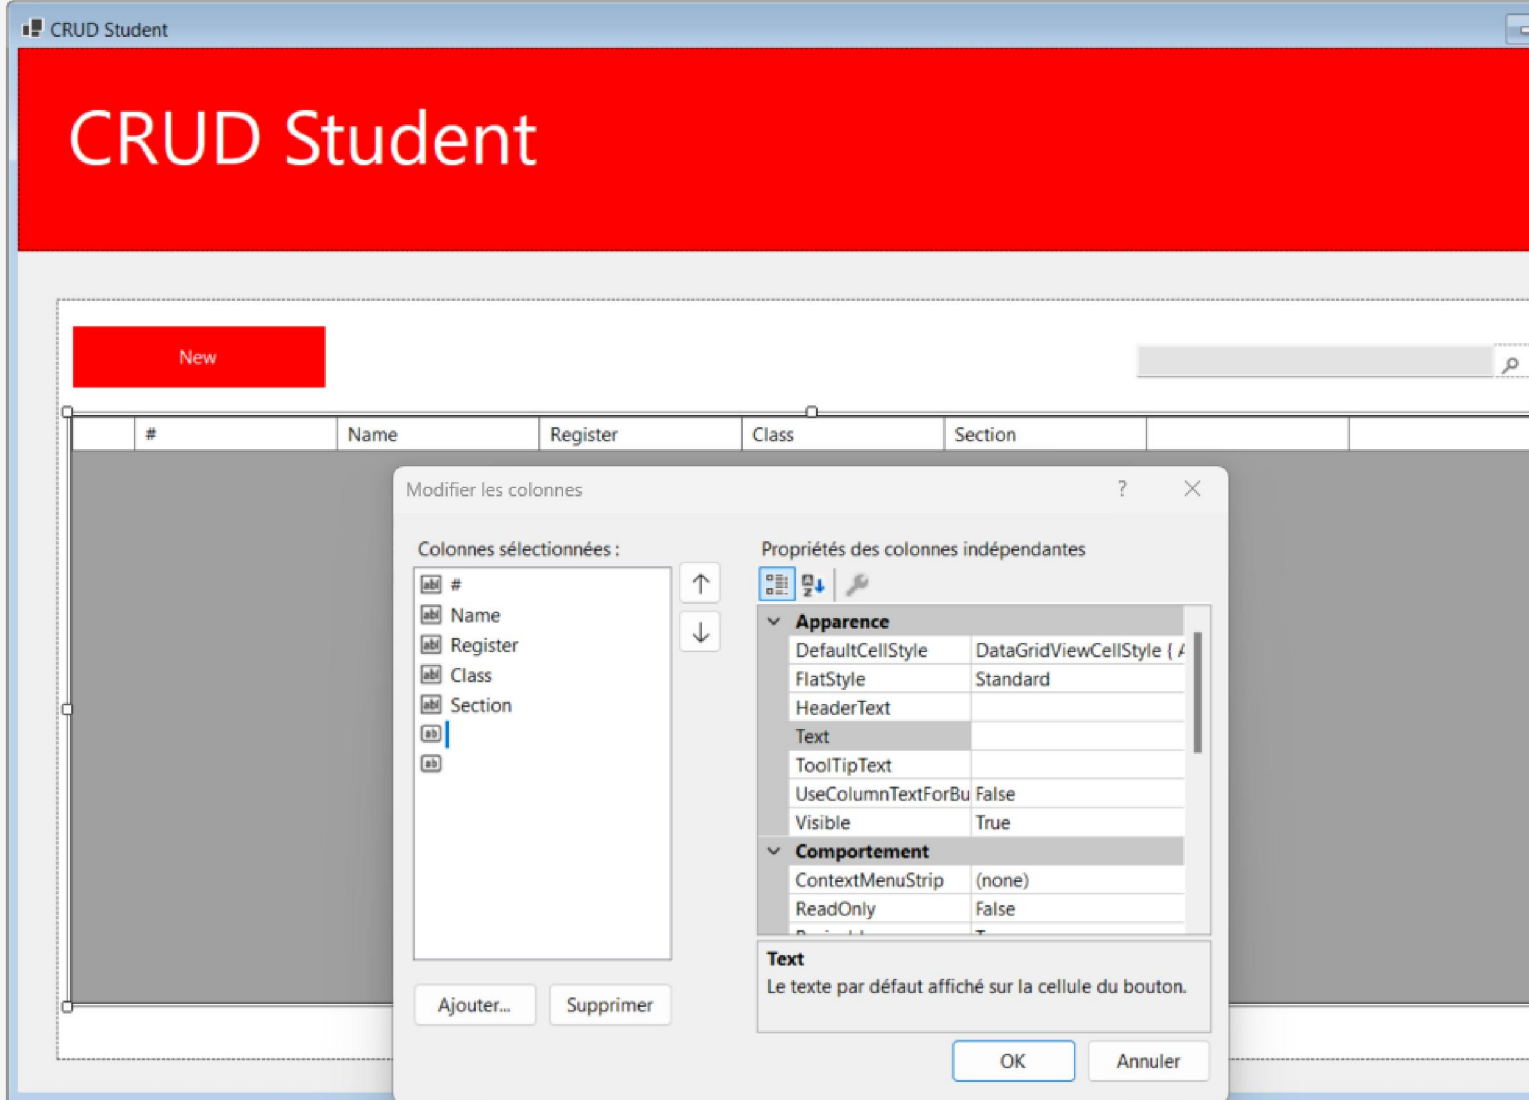 CRUD Student
CRUD Student
New
# Name Register Class Section
Modifier les colonnes ?
Colonnes sélectionnées :
#
Name
Register
Class
Section
Ajouter... Supprimer
Propriétés des colonnes indépendantes
Apparence
DefaultCellStyle DataGridViewCellStyle {
FlatStyle Standard
HeaderText
Text
ToolTipText
UseColumnTextForBu False
Visible True
Comportement
ContextMenuStrip (none)
ReadOnly False
Text
Le texte par défaut affiché sur la cellule du bouton.
OK Annuler